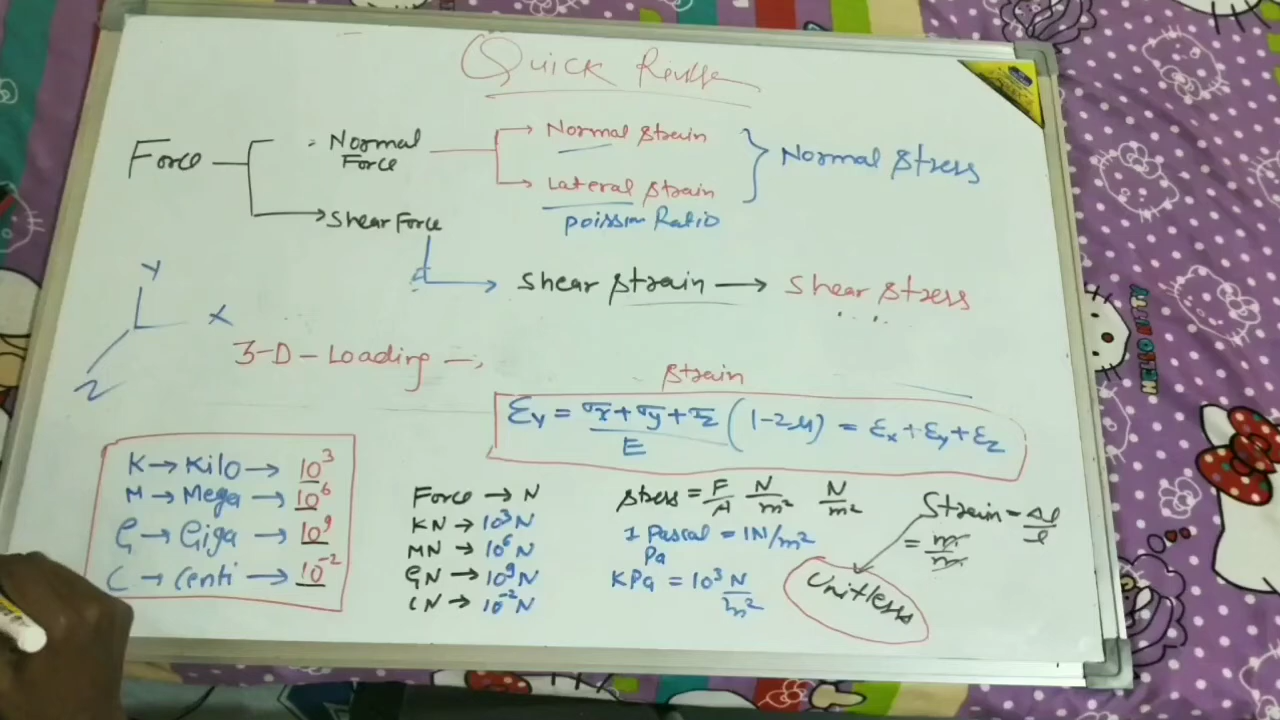 Quick Revise
Force
Normal Force
Normal Strain
Lateral Strain
poission Ratio
Normal Stress
Shear Force
Shear Strain → Shear Stress
Y
X
Z
3-D-Loading →
Strain
εv = σx + σy + σz / E (1-2μ) = εx + εy + εz
K → Kilo → 10³
M → Mega → 10⁶
G → Giga → 10⁹
C → Centi → 10⁻²
Force → N
KN → 10³N
MN → 10⁶N
GN → 10⁹N
CN → 10⁻²N
Stress = F/A N/m² N/m²
1 Pascal = 1N/m²
Pa
KPa = 10³ N/m²
Strain = Δl/l
= m/m
Unitless
HELLO KITTY